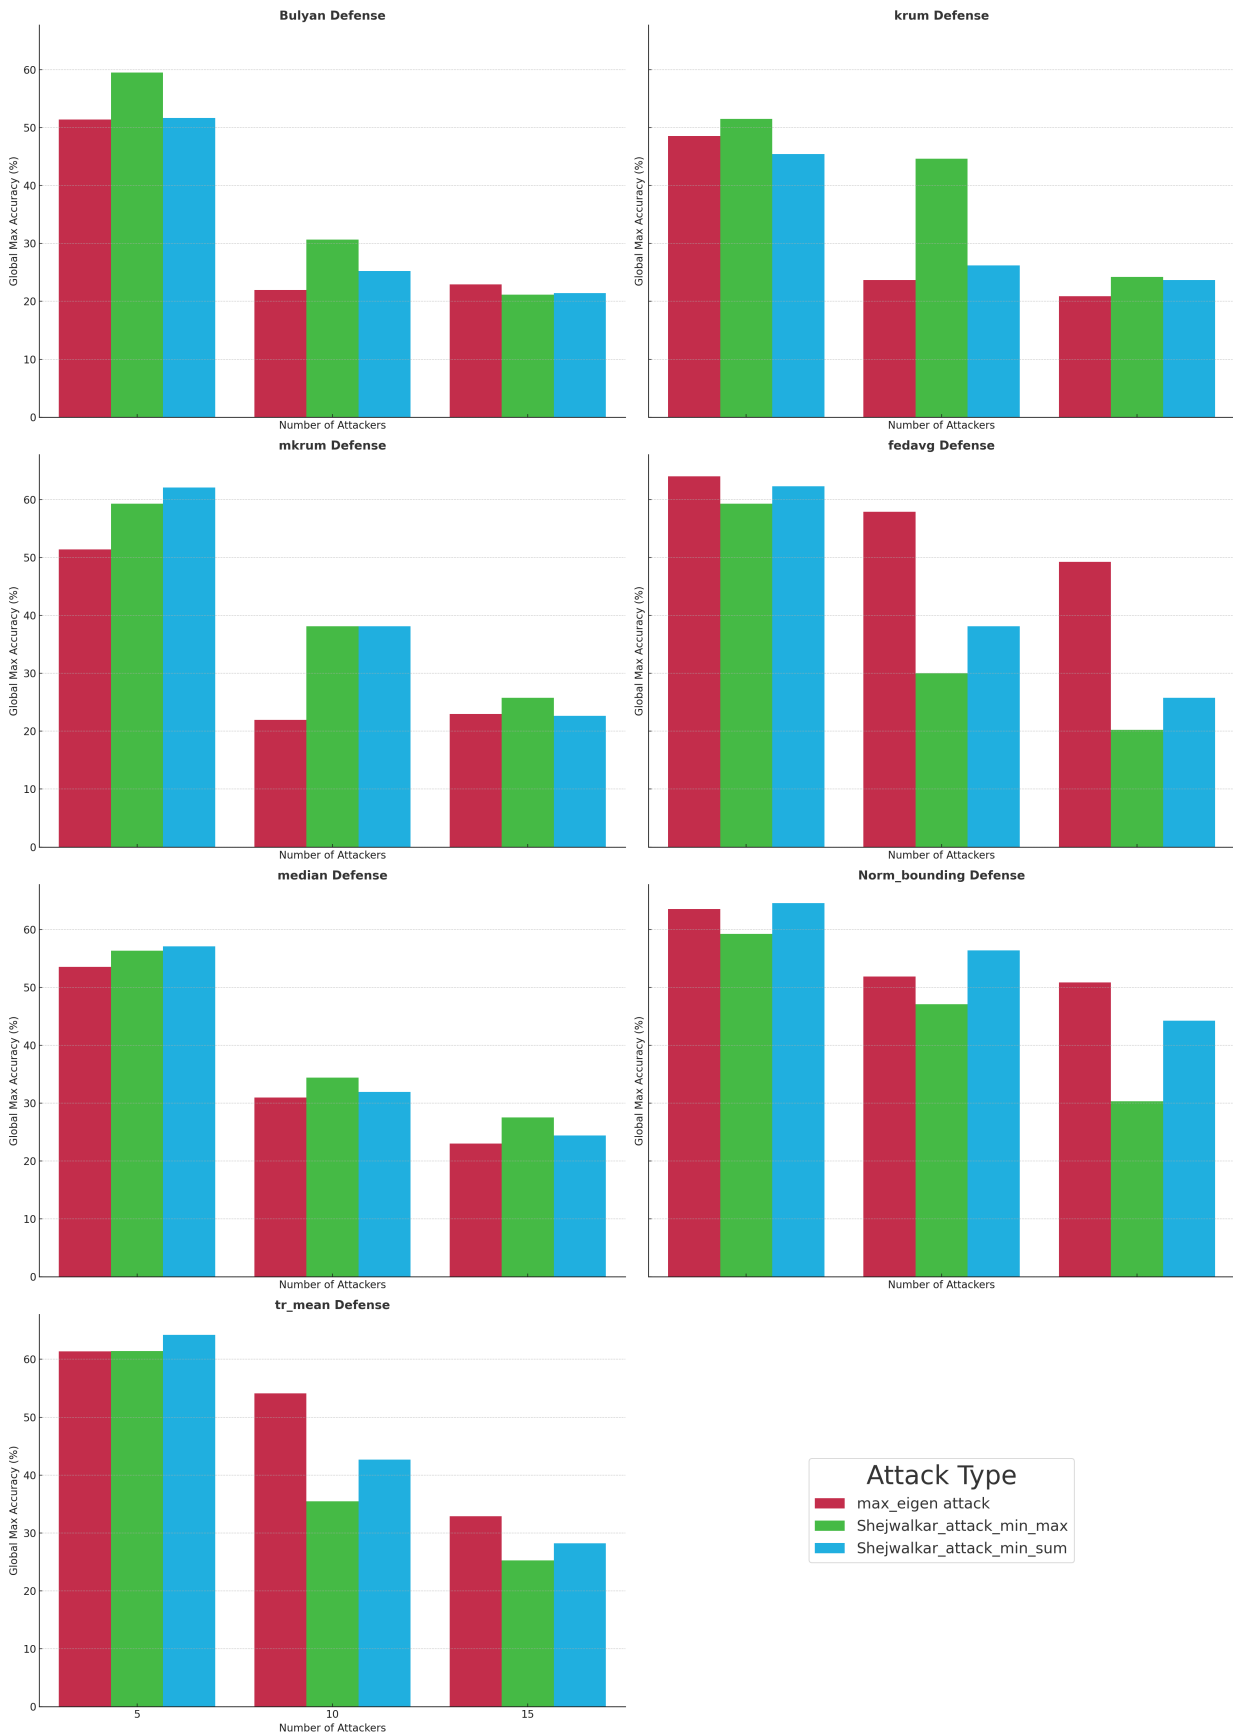 Bulyan Defense
krum Defense
Global Max Accuracy (%)
60
50
40
30
20
10
0
Number of Attackers
Global Max Accuracy (%)
Number of Attackers
mkrum Defense
fedavg Defense
Global Max Accuracy (%)
60
50
40
30
20
10
0
Number of Attackers
Global Max Accuracy (%)
Number of Attackers
median Defense
Norm_bounding Defense
Global Max Accuracy (%)
60
50
40
30
20
10
0
Number of Attackers
Global Max Accuracy (%)
Number of Attackers
tr_mean Defense
Global Max Accuracy (%)
60
50
40
30
20
10
0
5
10
15
Number of Attackers
Attack Type
max_eigen attack
Shejwalkar_attack_min_max
Shejwalkar_attack_min_sum